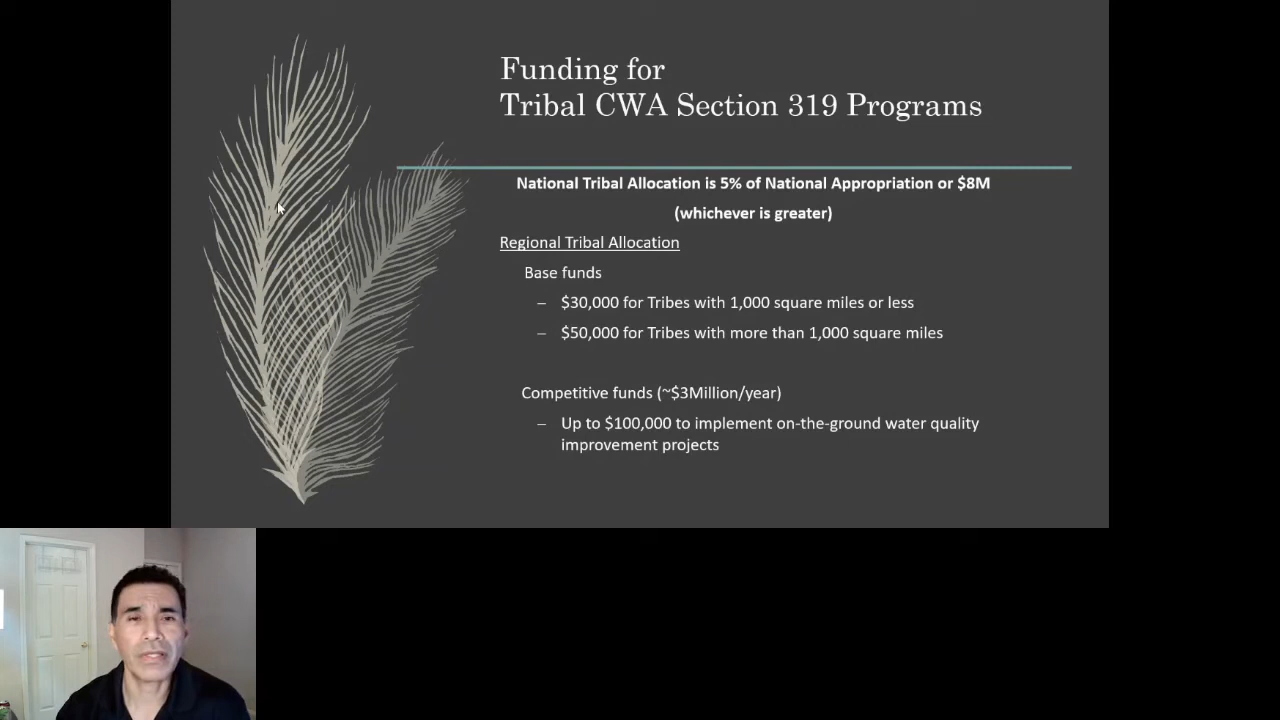 Funding for
Tribal CWA Section 319 Programs
National Tribal Allocation is 5% of National Appropriation or $8M
(whichever is greater)
Regional Tribal Allocation
Base funds
– $30,000 for Tribes with 1,000 square miles or less
– $50,000 for Tribes with more than 1,000 square miles
Competitive funds (~$3Million/year)
– Up to $100,000 to implement on-the-ground water quality
improvement projects